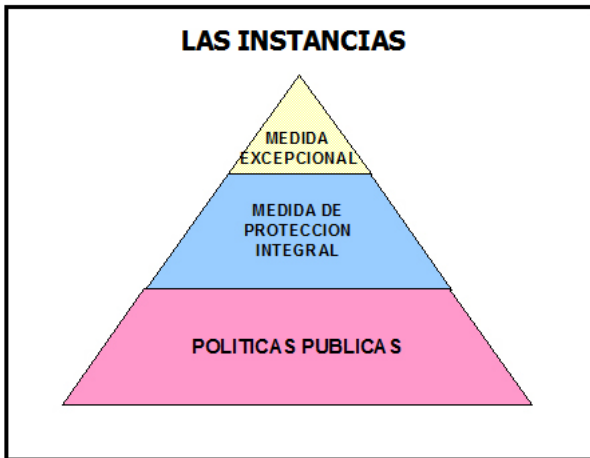 LAS INSTANCIAS
MEDIDA
EXCEPCIONAL
MEDIDA DE
PROTECCION
INTEGRAL
POLITICAS PUBLICAS